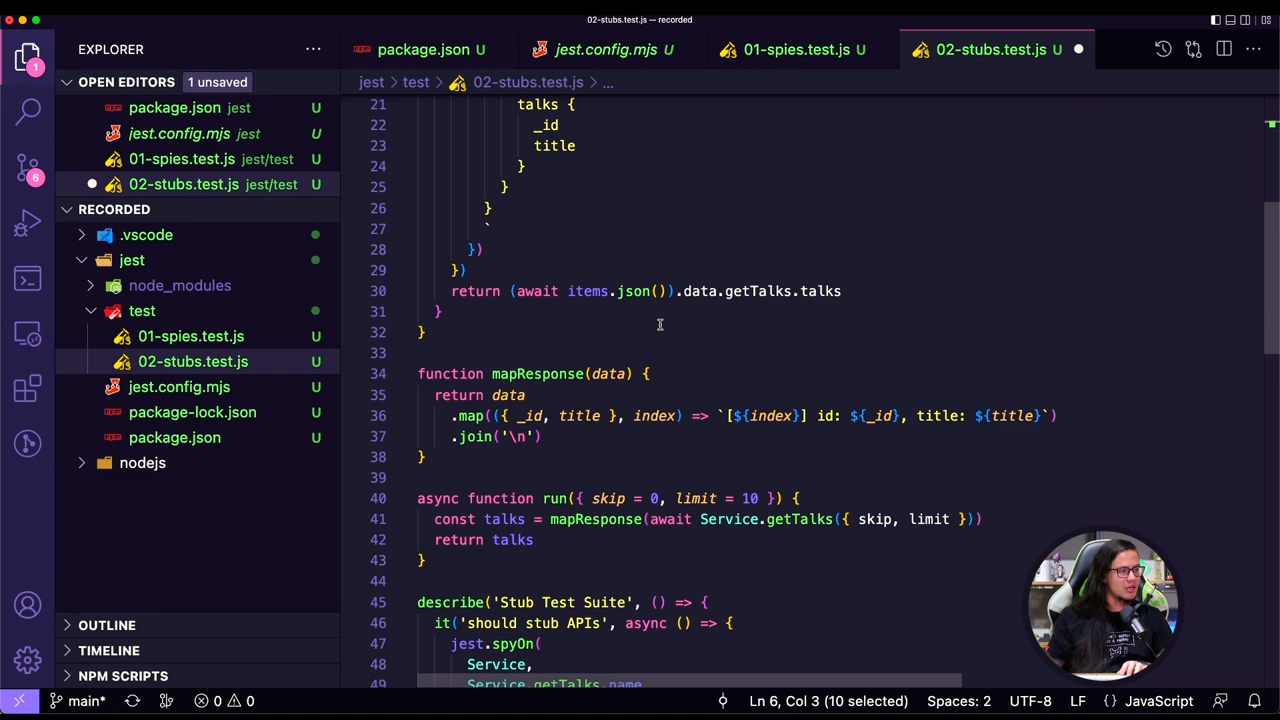 02-stubs.test.js — recorded
EXPLORER
OPEN EDITORS 1 unsaved
package.json jest U
jest.config.mjs jest U
01-spies.test.js jest/test U
02-stubs.test.js jest/test U
RECORDED
.vscode
jest
node_modules
test
01-spies.test.js U
02-stubs.test.js U
jest.config.mjs U
package-lock.json U
package.json U
nodejs
OUTLINE
TIMELINE
NPM SCRIPTS
1
6
package.json U jest.config.mjs U 01-spies.test.js U 02-stubs.test.js U
jest > test > 02-stubs.test.js > ...
21 talks {
22 _id
23 title
24 }
25 }
26 }
27 `
28 })
29 })
30 return (await items.json()).data.getTalks.talks
31 }
32 }
33
34 function mapResponse(data) {
35 return data
36 .map(({ _id, title }, index) => `[${index}] id: ${_id}, title: ${title}`)
37 .join('\n')
38 }
39
40 async function run({ skip = 0, limit = 10 }) {
41 const talks = mapResponse(await Service.getTalks({ skip, limit }))
42 return talks
43 }
44
45 describe('Stub Test Suite', () => {
46 it('should stub APIs', async () => {
47 jest.spyOn(
48 Service,
49 Service.getTalks.name
main* 0 0 Ln 6, Col 3 (10 selected) Spaces: 2 UTF-8 LF {} JavaScript